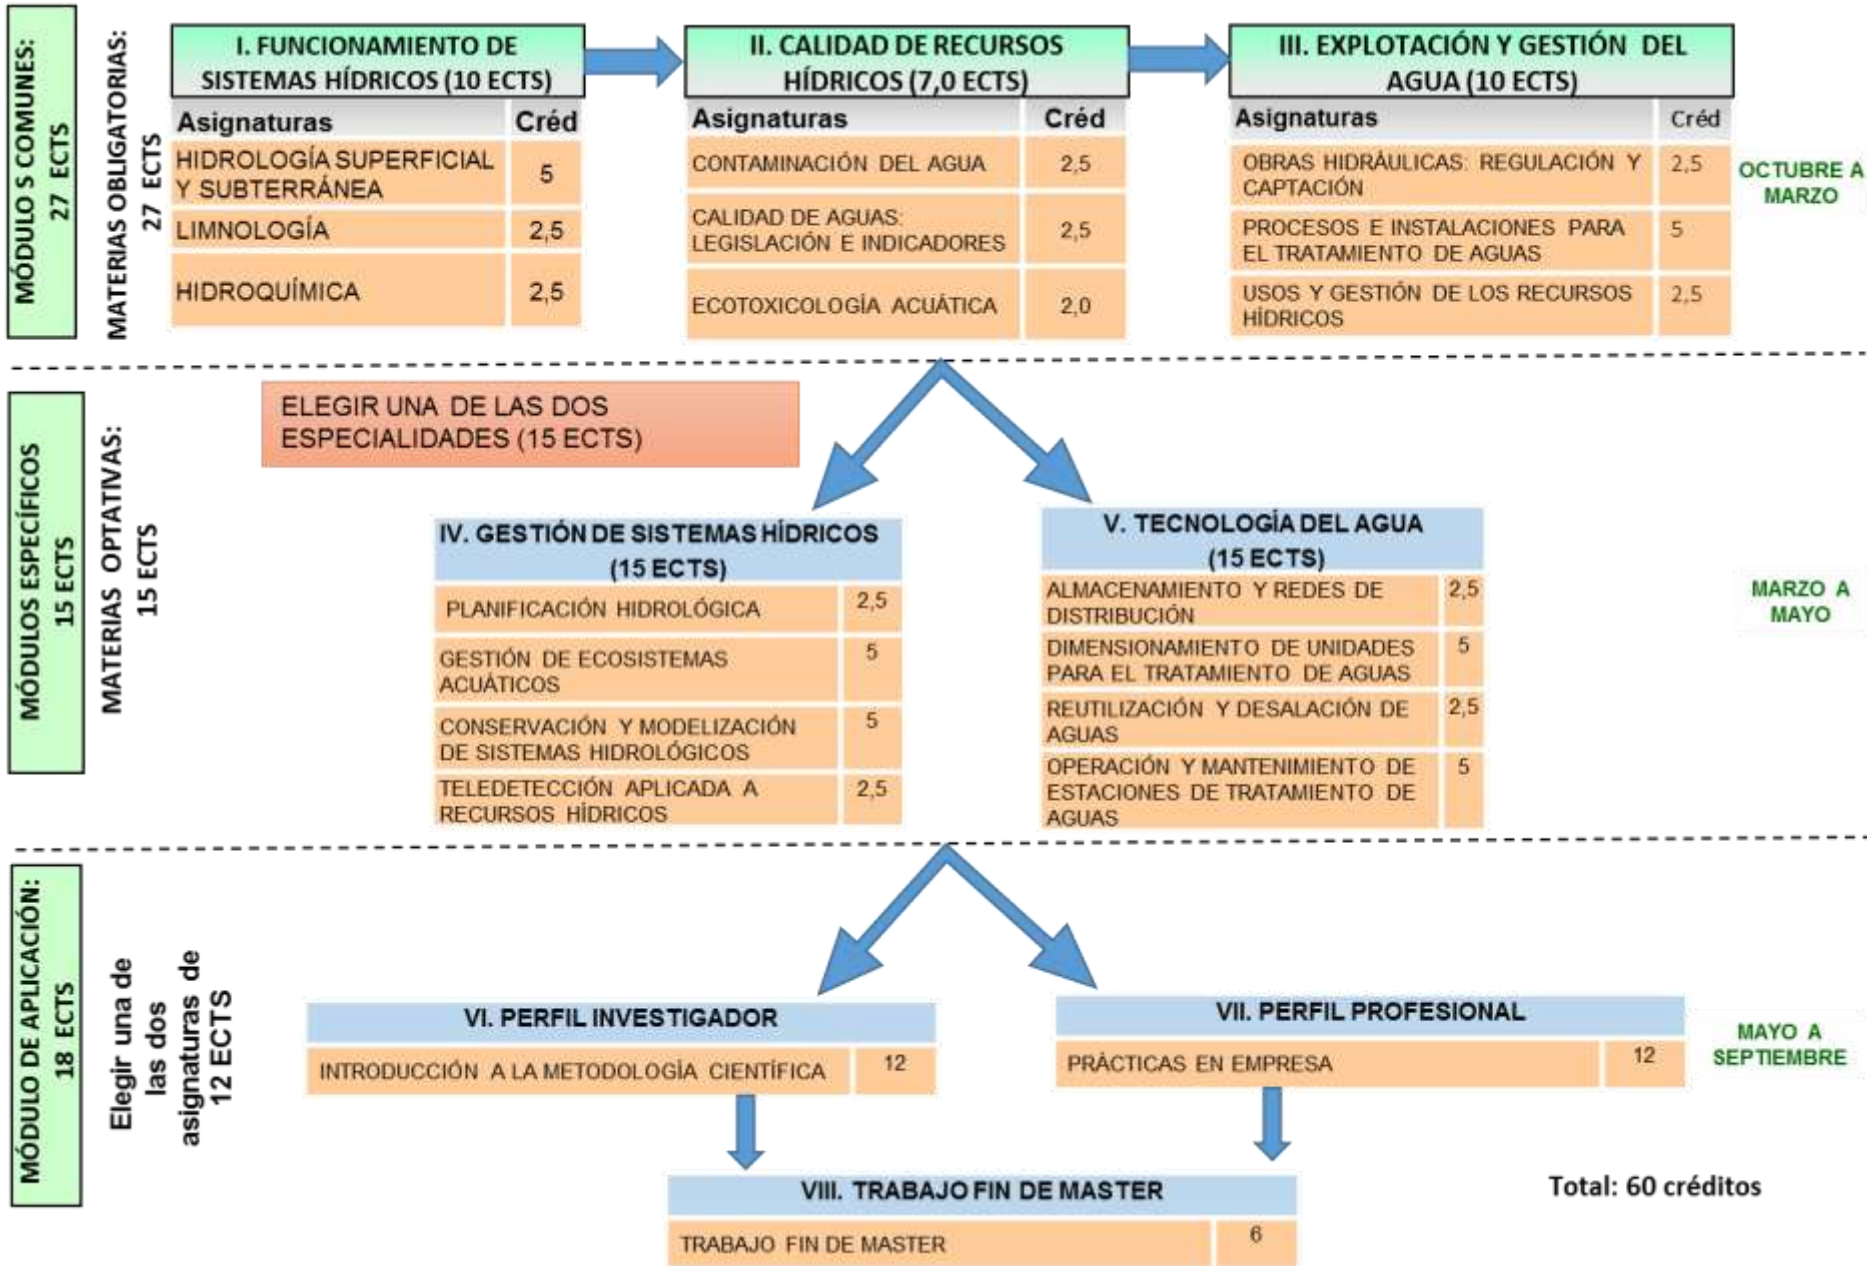 MÓDULO S COMUNES:
27 ECTS
MATERIAS OBLIGATORIAS:
27 ECTS
I. FUNCIONAMIENTO DE
SISTEMAS HÍDRICOS (10 ECTS)
Asignaturas Créd
HIDROLOGÍA SUPERFICIAL
Y SUBTERRÁNEA 5
LIMNOLOGÍA 2,5
HIDROQUÍMICA 2,5
II. CALIDAD DE RECURSOS
HÍDRICOS (7,0 ECTS)
Asignaturas Créd
CONTAMINACIÓN DEL AGUA 2,5
CALIDAD DE AGUAS:
LEGISLACIÓN E INDICADORES 2,5
ECOTOXICOLOGÍA ACUÁTICA 2,0
III. EXPLOTACIÓN Y GESTIÓN DEL
AGUA (10 ECTS)
Asignaturas Créd
OBRAS HIDRÁULICAS: REGULACIÓN Y 2,5
CAPTACIÓN
PROCESOS E INSTALACIONES PARA 5
EL TRATAMIENTO DE AGUAS
USOS Y GESTIÓN DE LOS RECURSOS 2,5
HÍDRICOS
OCTUBRE A
MARZO
MÓDULOS ESPECÍFICOS
15 ECTS
MATERIAS OPTATIVAS:
15 ECTS
ELEGIR UNA DE LAS DOS
ESPECIALIDADES (15 ECTS)
IV. GESTIÓN DE SISTEMAS HÍDRICOS
(15 ECTS)
PLANIFICACIÓN HIDROLÓGICA 2,5
GESTIÓN DE ECOSISTEMAS 5
ACUÁTICOS
CONSERVACIÓN Y MODELIZACIÓN 5
DE SISTEMAS HIDROLÓGICOS
TELEDETECCIÓN APLICADA A 2,5
RECURSOS HÍDRICOS
V. TECNOLOGÍA DEL AGUA
(15 ECTS)
ALMACENAMIENTO Y REDES DE 2,5
DISTRIBUCIÓN
DIMENSIONAMIENTO DE UNIDADES 5
PARA EL TRATAMIENTO DE AGUAS
REUTILIZACIÓN Y DESALACIÓN DE 2,5
AGUAS
OPERACIÓN Y MANTENIMIENTO DE 5
ESTACIONES DE TRATAMIENTO DE
AGUAS
MARZO A
MAYO
MÓDULO DE APLICACIÓN:
18 ECTS
Elegir una de
las dos
asignaturas de
12 ECTS
VI. PERFIL INVESTIGADOR
INTRODUCCIÓN A LA METODOLOGÍA CIENTÍFICA 12
VII. PERFIL PROFESIONAL
PRÁCTICAS EN EMPRESA 12
MAYO A
SEPTIEMBRE
VIII. TRABAJO FIN DE MASTER
TRABAJO FIN DE MASTER 6
Total: 60 créditos